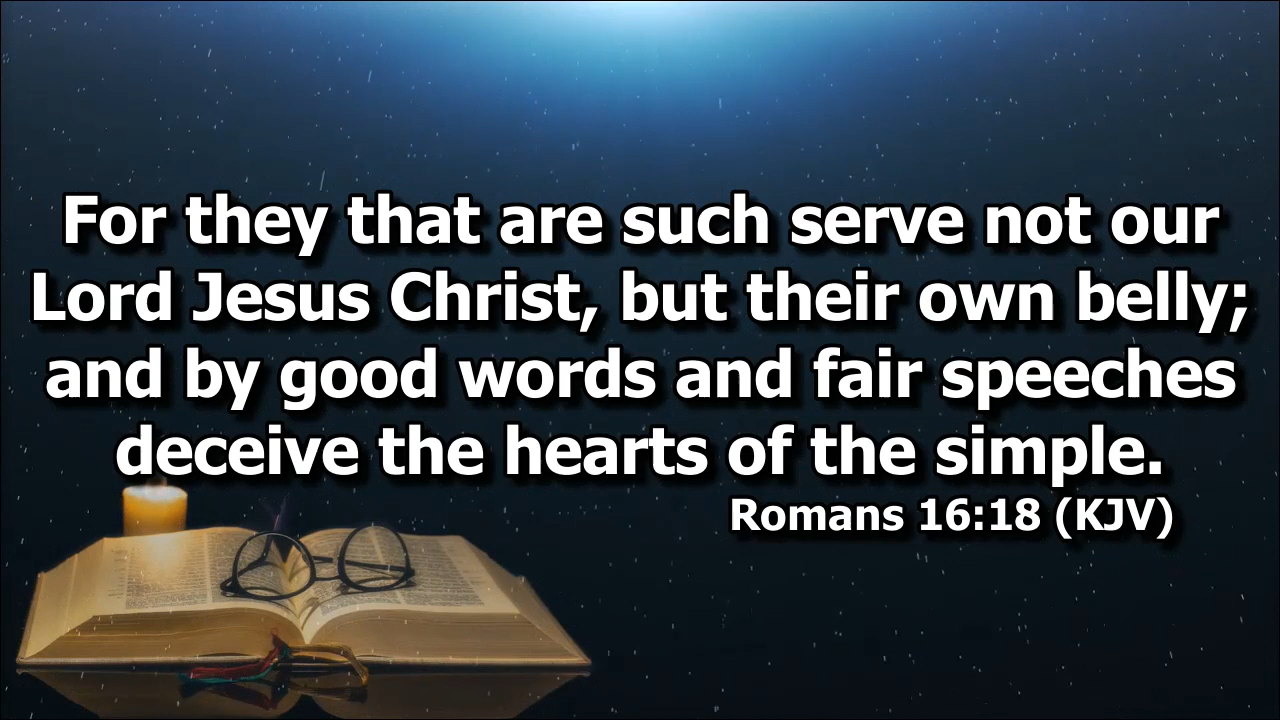 For they that are such serve not our
Lord Jesus Christ, but their own belly;
and by good words and fair speeches
deceive the hearts of the simple.
Romans 16:18 (KJV)